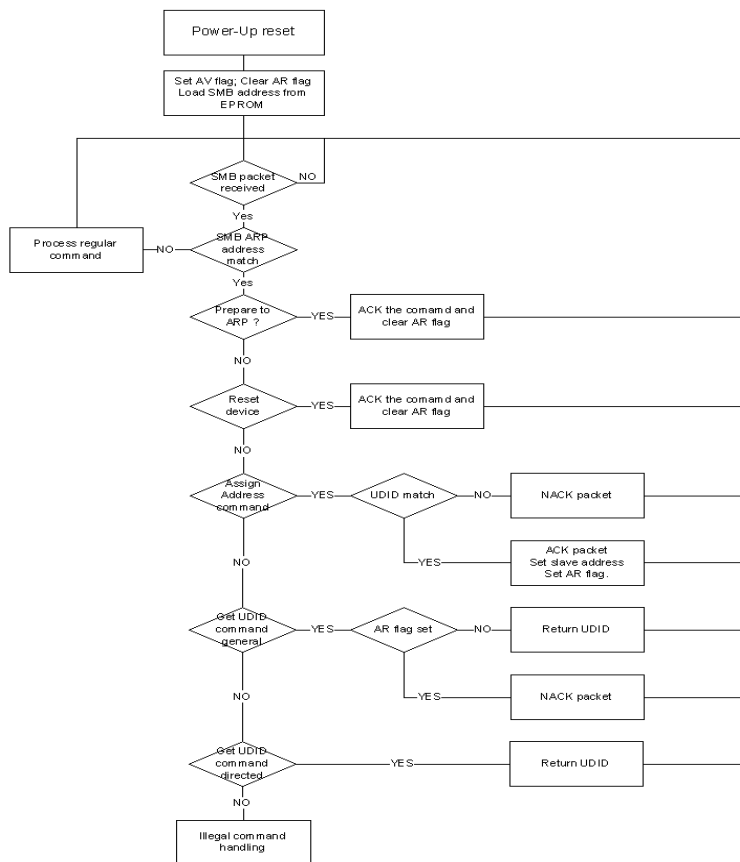 Power-Up reset
Set AV flag; Clear AR flag
Load SMB address from
EPROM
SMB packet
received
NO
Yes
Process regular
command
NO
SMB ARP
address
match
Yes
Prepare to
ARP ?
YES
ACK the comamd and
clear AR flag
NO
Reset
device
YES
ACK the comamd and
clear AR flag
NO
Assign
Address
command
YES
UDID match
NO
NACK packet
YES
ACK packet
Set slave address
Set AR flag.
NO
Get UDID
command
general
YES
AR flag set
NO
Return UDID
YES
NACK packet
NO
Get UDID
command
directed
YES
Return UDID
NO
Illegal command
handling